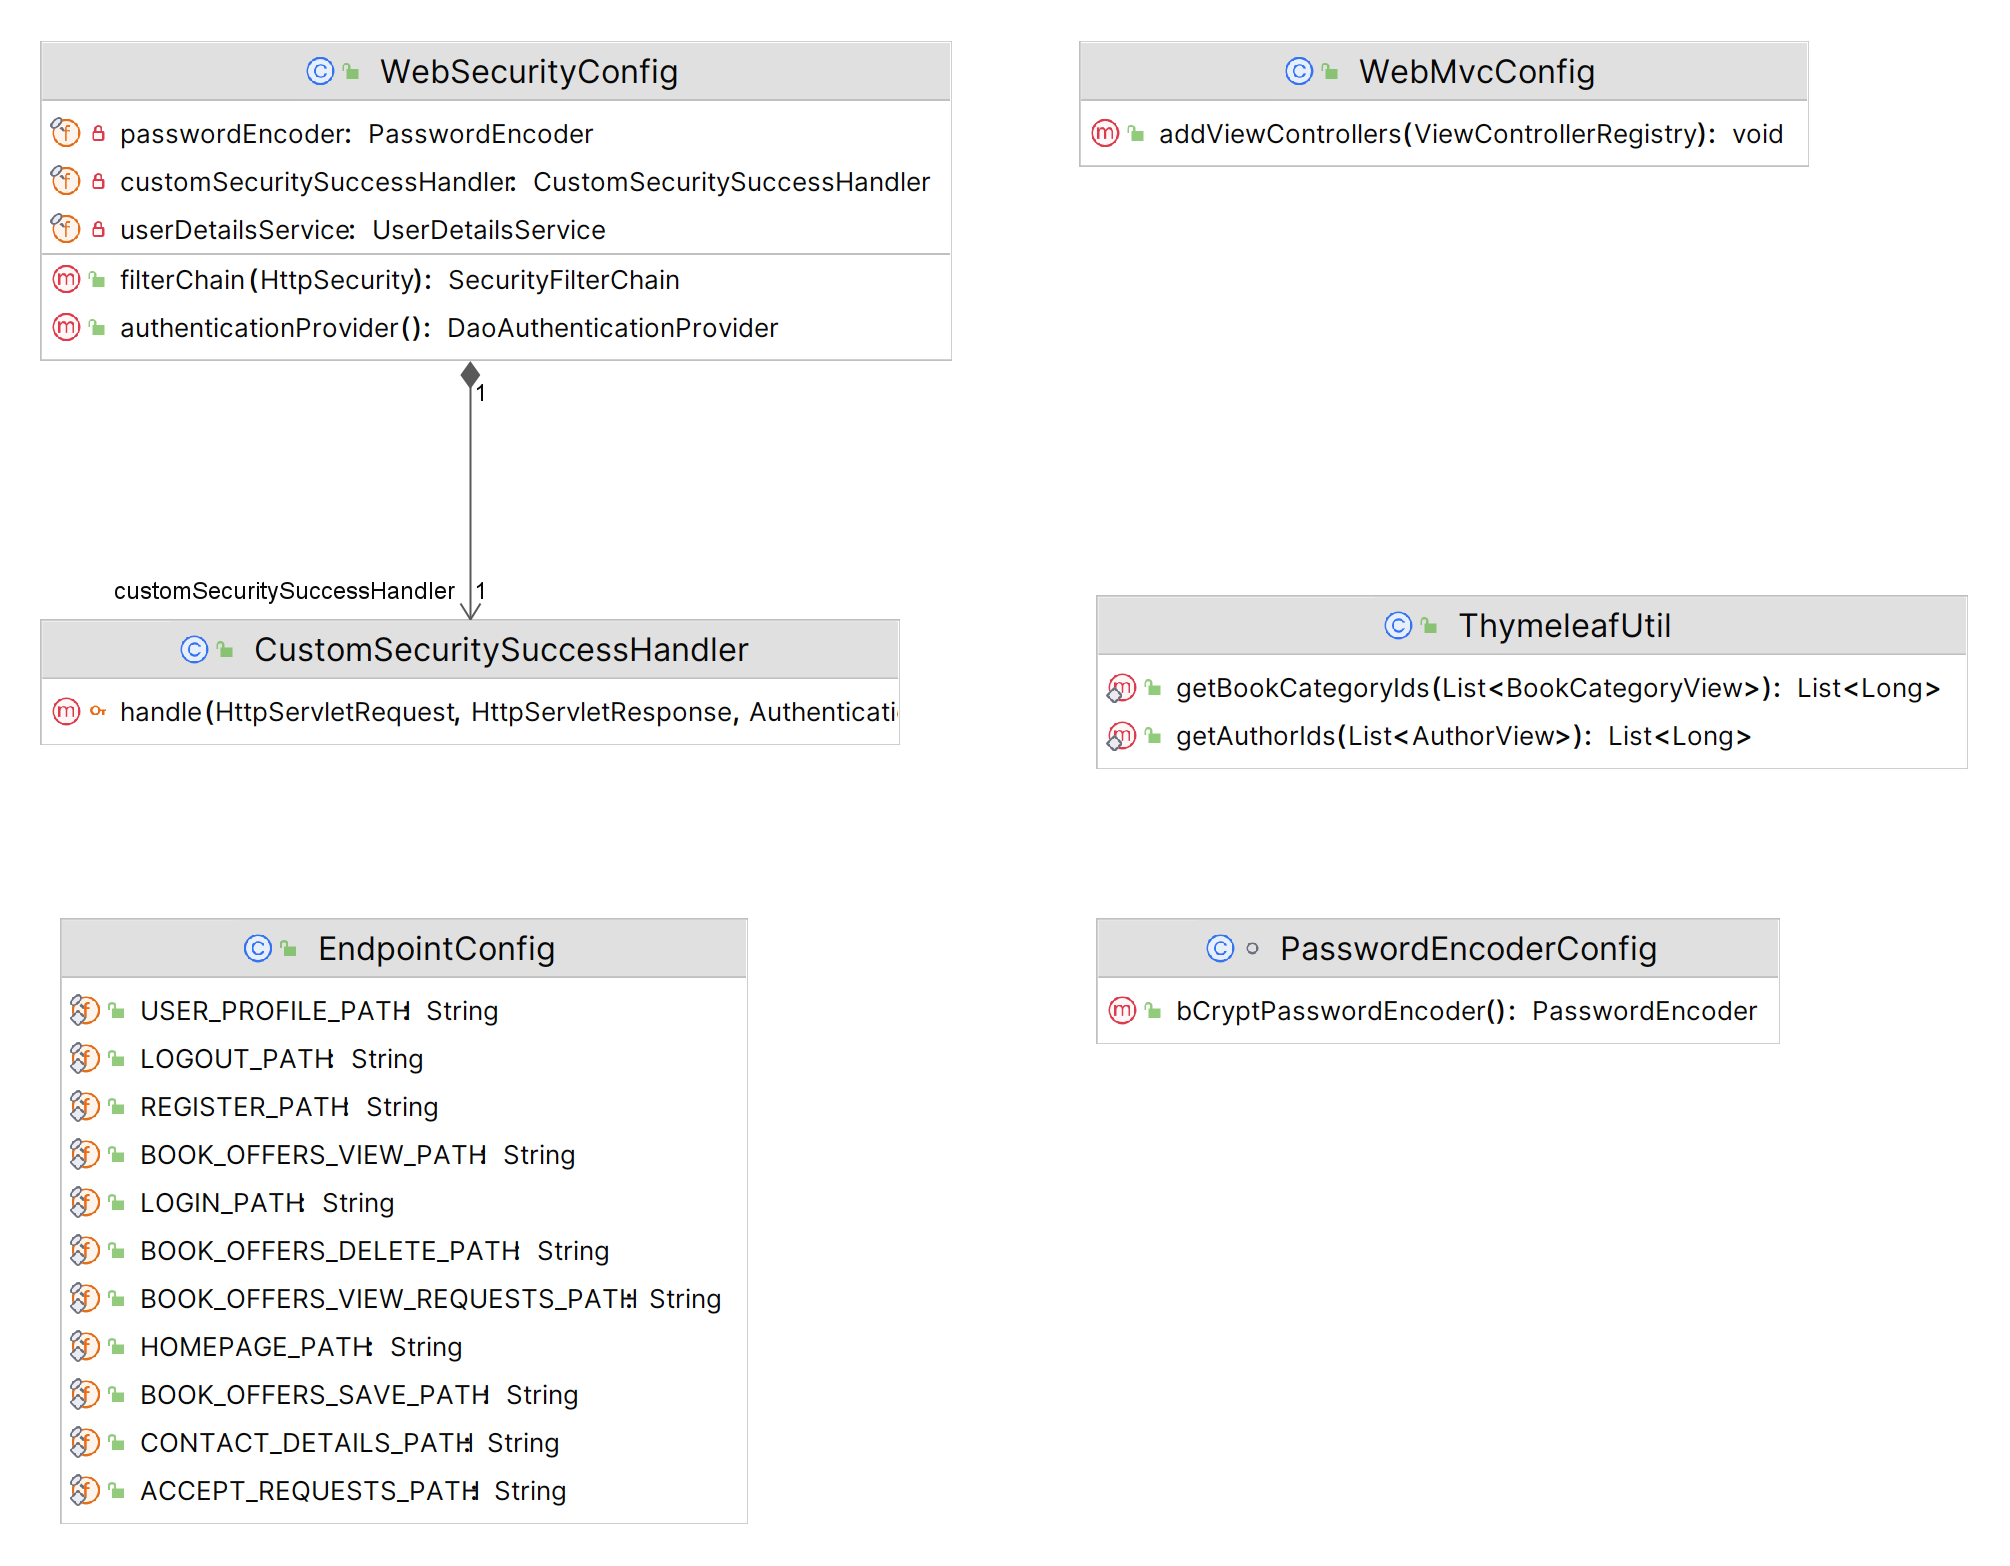 WebSecurityConfig
passwordEncoder: PasswordEncoder
customSecuritySuccessHandler: CustomSecuritySuccessHandler
userDetailsService: UserDetailsService
filterChain(HttpSecurity): SecurityFilterChain
authenticationProvider(): DaoAuthenticationProvider
1
customSecuritySuccessHandler 1
CustomSecuritySuccessHandler
handle(HttpServletRequest, HttpServletResponse, Authenticati
WebMvcConfig
addViewControllers(ViewControllerRegistry): void
ThymeleafUtil
getBookCategoryIds(List<BookCategoryView>): List<Long>
getAuthorIds(List<AuthorView>): List<Long>
EndpointConfig
USER_PROFILE_PATH: String
LOGOUT_PATH: String
REGISTER_PATH: String
BOOK_OFFERS_VIEW_PATH: String
LOGIN_PATH: String
BOOK_OFFERS_DELETE_PATH: String
BOOK_OFFERS_VIEW_REQUESTS_PATH: String
HOMEPAGE_PATH: String
BOOK_OFFERS_SAVE_PATH: String
CONTACT_DETAILS_PATH: String
ACCEPT_REQUESTS_PATH: String
PasswordEncoderConfig
bCryptPasswordEncoder(): PasswordEncoder